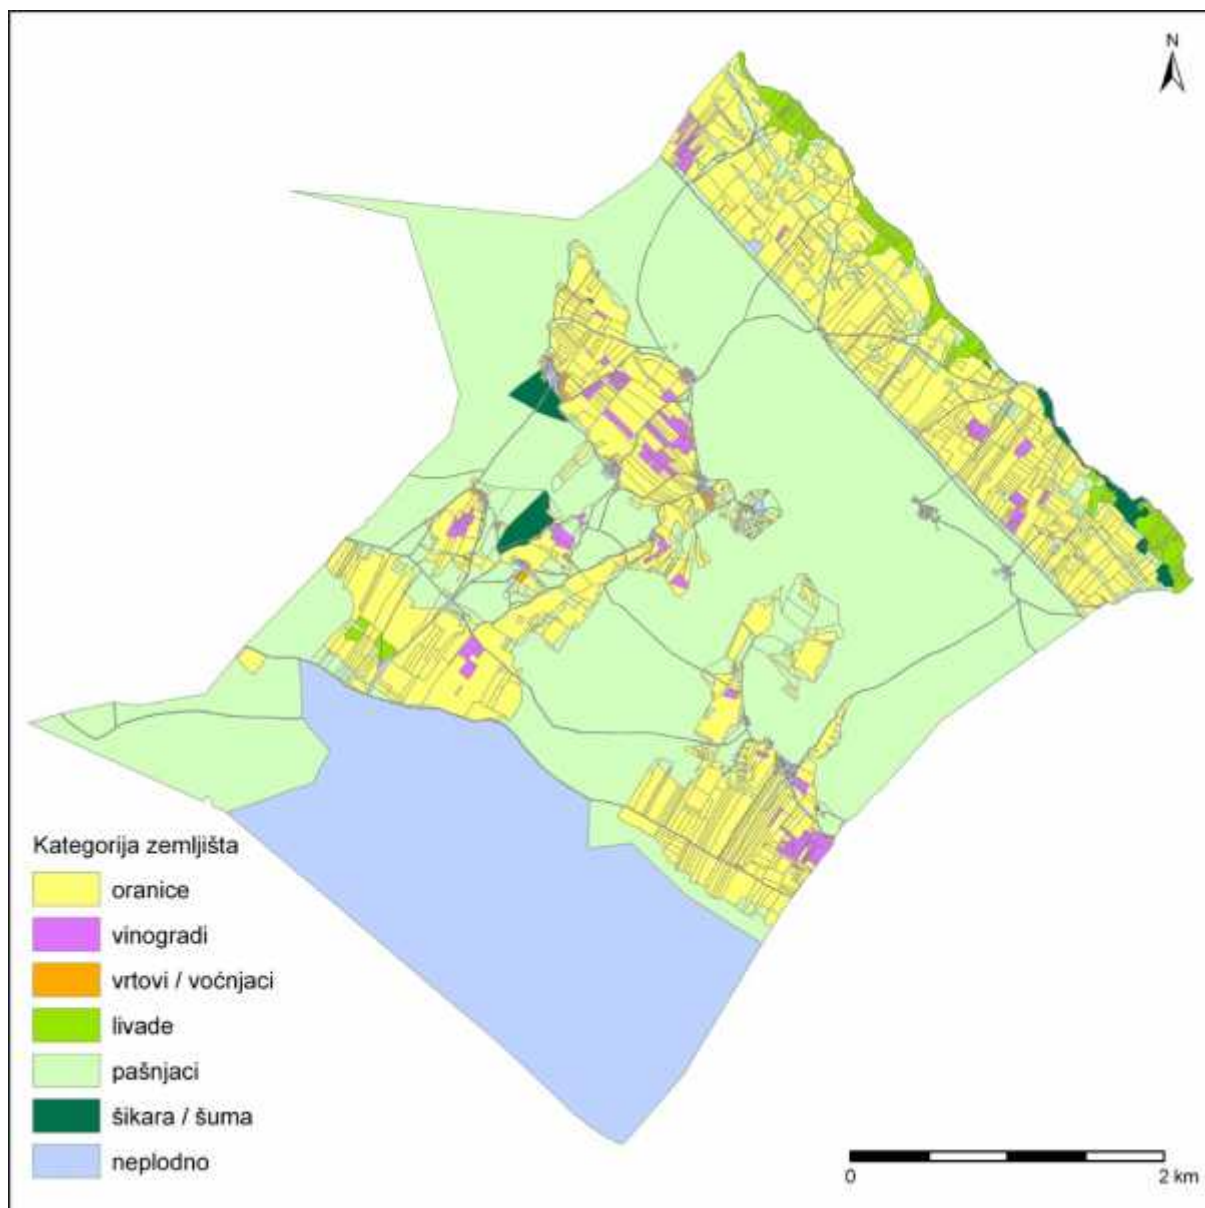 N
Kategorija zemljišta
oranice
vinogradi
vrtovi / voćnjaci
livade
pašnjaci
šikara / šuma
neplodno
0 2 km